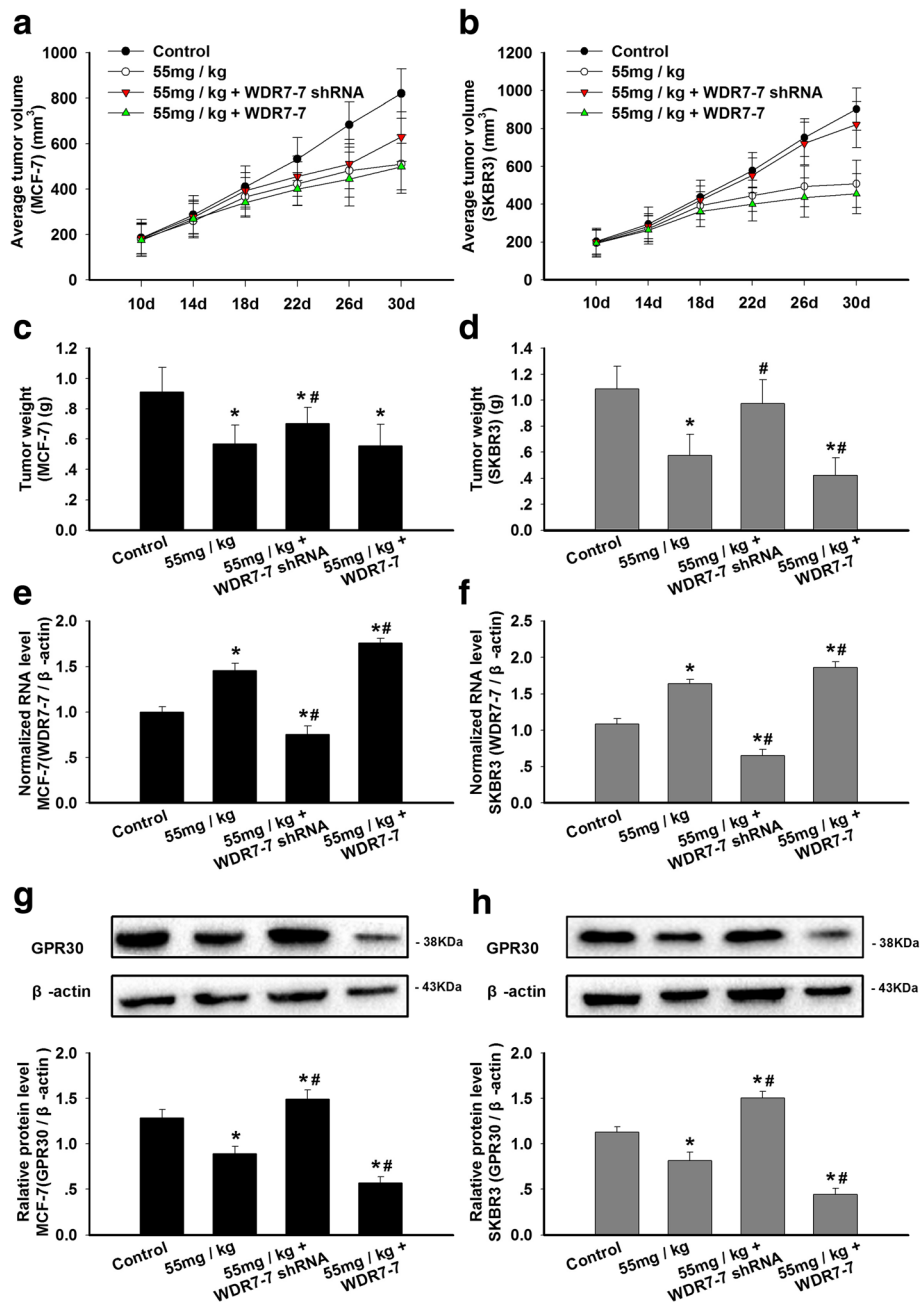 a
Average tumor volume
(MCF-7) (mm3)
1000
800
600
400
200
0
Control
55mg / kg
55mg / kg + WDR7-7 shRNA
55mg / kg + WDR7-7
10d 14d 18d 22d 26d 30d
b
Average tumor volume
(SKBR3) (mm3)
1200
1000
800
600
400
200
0
Control
55mg / kg
55mg / kg + WDR7-7 shRNA
55mg / kg + WDR7-7
10d 14d 18d 22d 26d 30d
c
Tumor weight
(MCF-7) (g)
1.2
1.0
.8
.6
.4
.2
0.0
*
* #
*
Control
55mg / kg
55mg / kg +
WDR7-7 shRNA
55mg / kg +
WDR7-7
d
Tumor weight
(SKBR3) (g)
1.4
1.2
1.0
.8
.6
.4
.2
0.0
*
#
*#
Control
55mg / kg
55mg / kg +
WDR7-7 shRNA
55mg / kg +
WDR7-7
e
Normalized RNA level
MCF-7(WDR7-7 / β -actin)
2.0
1.5
1.0
.5
0.0
*
*#
*#
Control
55mg / kg
55mg / kg +
WDR7-7 shRNA
55mg / kg +
WDR7-7
f
Normalized RNA level
SKBR3 (WDR7-7 / β -actin)
2.5
2.0
1.5
1.0
.5
0.0
*
*#
*#
Control
55mg / kg
55mg / kg +
WDR7-7 shRNA
55mg / kg +
WDR7-7
g
GPR30
- 38KDa
β -actin
- 43KDa
Ralative protein level
MCF-7(GPR30 / β -actin )
2.0
1.5
1.0
.5
0.0
*
*#
*#
Control
55mg / kg
55mg / kg +
WDR7-7 shRNA
55mg / kg +
WDR7-7
h
GPR30
- 38KDa
β -actin
- 43KDa
Ralative protein level
SKBR3 (GPR30 / β -actin )
2.0
1.5
1.0
.5
0.0
*
*#
*#
Control
55mg / kg
55mg / kg +
WDR7-7 shRNA
55mg / kg +
WDR7-7